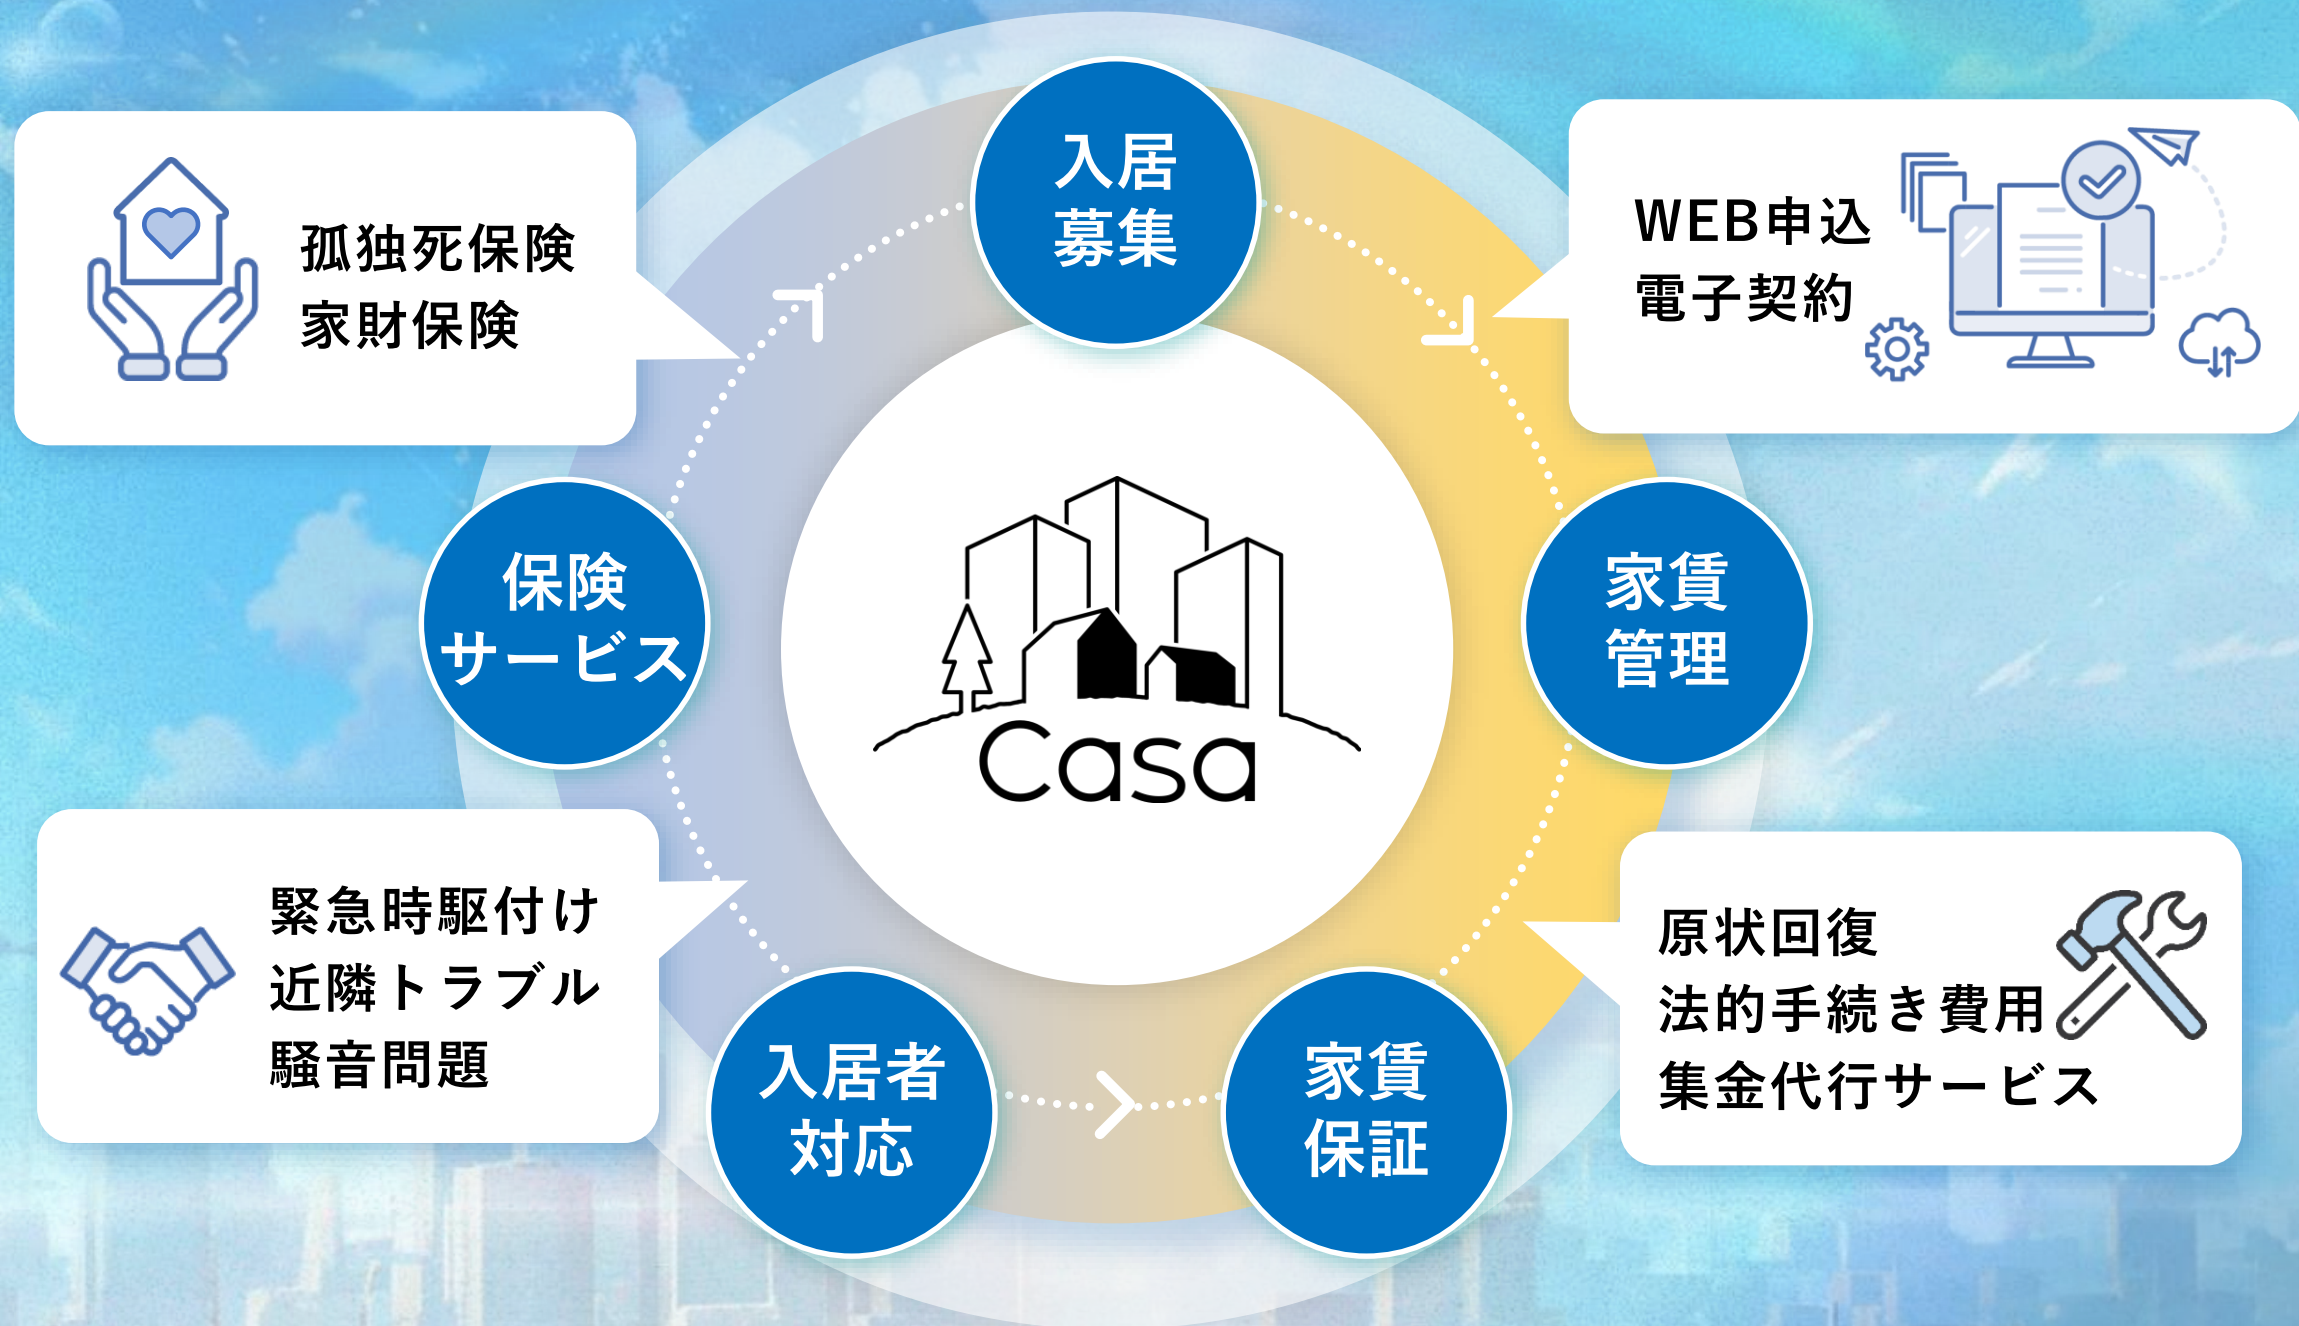 入居
募集
WEB申込
電子契約
家賃
管理
原状回復
法的手続き費用
集金代行サービス
家賃
保証
入居者
対応
緊急時駆付け
近隣トラブル
騒音問題
保険
サービス
孤独死保険
家財保険
Casa